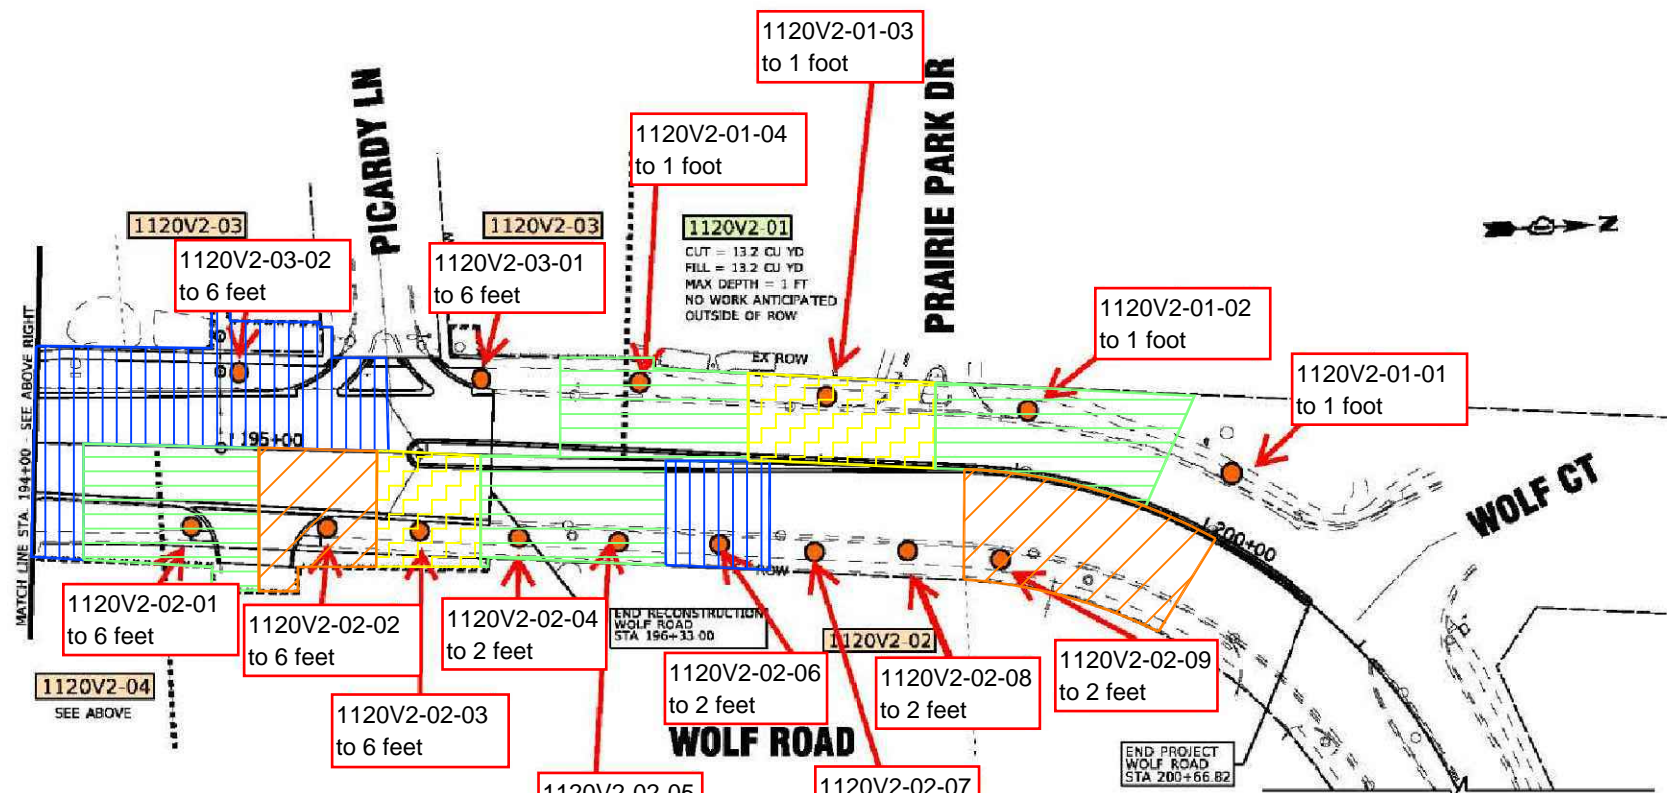 1120V2-01-03
to 1 foot
PICARDY LN
PRAIRIE PARK DR
1120V2-01-04
to 1 foot
1120V2-03
1120V2-03
1120V2-01
CUT = 13.2 CU YD
FILL = 13.2 CU YD
MAX DEPTH = 1 FT
NO WORK ANTICIPATED
OUTSIDE OF ROW
N
1120V2-03-02
to 6 feet
1120V2-03-01
to 6 feet
1120V2-01-02
to 1 foot
EX ROW
1120V2-01-01
to 1 foot
MATCH LINE STA. 194+00 - SEE ABOVE RIGHT
195+00
WOLF CT
200+00
ROW
1120V2-02-01
to 6 feet
1120V2-02-02
to 6 feet
1120V2-02-04
to 2 feet
END RECONSTRUCTION
WOLF ROAD
STA 196+33.00
1120V2-02
1120V2-02-06
to 2 feet
1120V2-02-08
to 2 feet
1120V2-02-09
to 2 feet
1120V2-04
SEE ABOVE
1120V2-02-03
to 6 feet
WOLF ROAD
END PROJECT
WOLF ROAD
STA 200+66.82
1120V2-02-05
1120V2-02-07